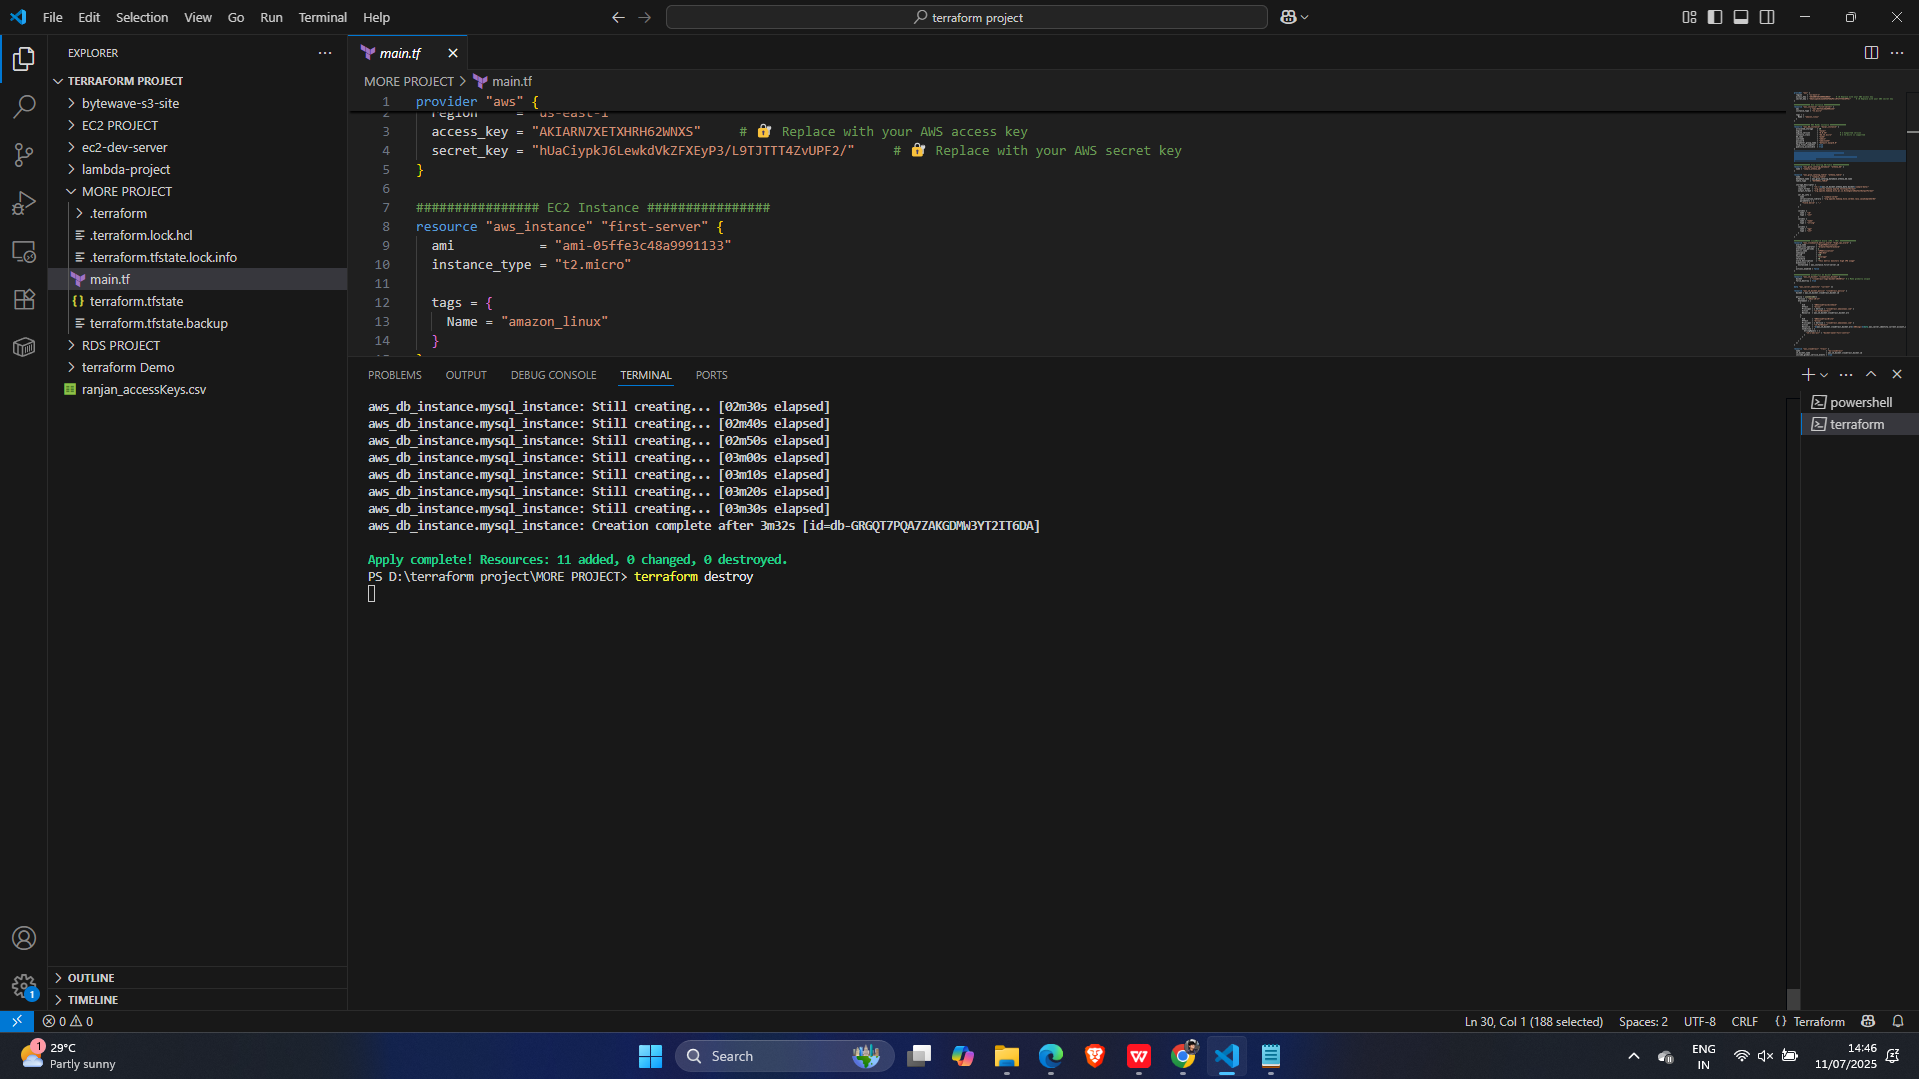 File Edit Selection View Go Run Terminal Help
terraform project
EXPLORER
TERRAFORM PROJECT
bytewave-s3-site
EC2 PROJECT
ec2-dev-server
lambda-project
MORE PROJECT
.terraform
.terraform.lock.hcl
.terraform.tfstate.lock.info
main.tf
terraform.tfstate
terraform.tfstate.backup
RDS PROJECT
terraform Demo
ranjan_accessKeys.csv
OUTLINE
TIMELINE
main.tf
MORE PROJECT > main.tf
1 provider "aws" {
2 region = "us-east-1"
3 access_key = "AKIARN7XETXHRH62WNXS" # 🔐 Replace with your AWS access key
4 secret_key = "hUaCiypkJ6LewkdVkZFXEyP3/L9TJTTT4ZvUPF2/" # 🔐 Replace with your AWS secret key
5 }
6
7 ################ EC2 Instance ################
8 resource "aws_instance" "first-server" {
9 ami = "ami-05ffe3c48a9991133"
10 instance_type = "t2.micro"
11
12 tags = {
13 Name = "amazon_linux"
14 }
PROBLEMS OUTPUT DEBUG CONSOLE TERMINAL PORTS
aws_db_instance.mysql_instance: Still creating... [02m30s elapsed]
aws_db_instance.mysql_instance: Still creating... [02m40s elapsed]
aws_db_instance.mysql_instance: Still creating... [02m50s elapsed]
aws_db_instance.mysql_instance: Still creating... [03m00s elapsed]
aws_db_instance.mysql_instance: Still creating... [03m10s elapsed]
aws_db_instance.mysql_instance: Still creating... [03m20s elapsed]
aws_db_instance.mysql_instance: Still creating... [03m30s elapsed]
aws_db_instance.mysql_instance: Creation complete after 3m32s [id=db-GRGQT7PQA7ZAKGDMW3YT2IT6DA]
Apply complete! Resources: 11 added, 0 changed, 0 destroyed.
PS D:\terraform project\MORE PROJECT> terraform destroy
powershell
terraform
1
0 0
Ln 30, Col 1 (188 selected) Spaces: 2 UTF-8 CRLF {} Terraform
1
29°C
Partly sunny
Search
ENG
IN
14:46
11/07/2025